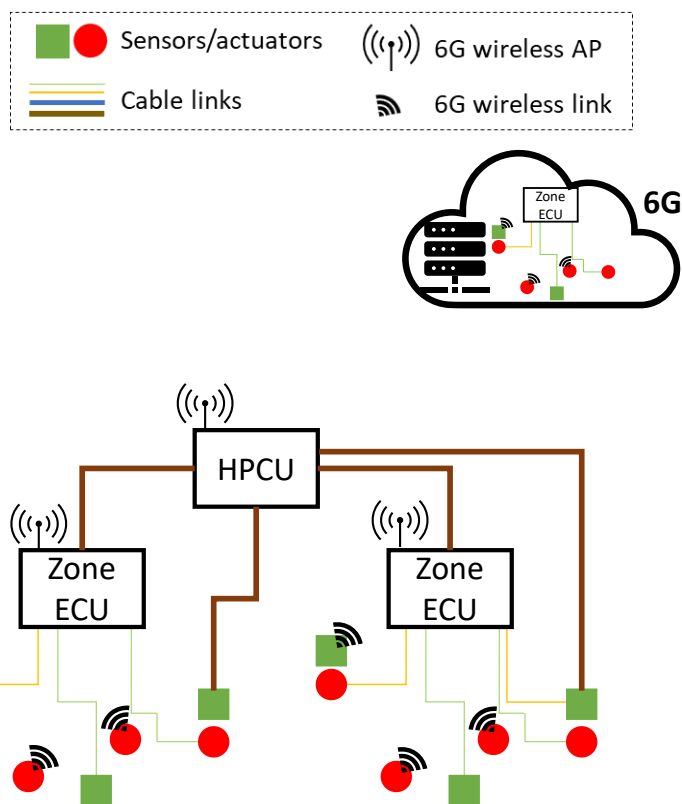 Sensors/actuators
6G wireless AP
Cable links
6G wireless link
Zone
ECU
6G
HPCU
Zone
ECU
Zone
ECU